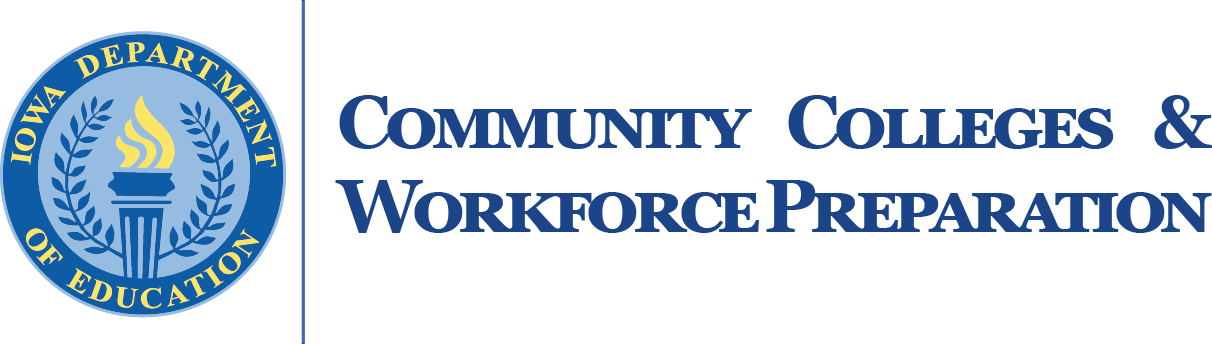 IOWA DEPARTMENT
OF EDUCATION
COMMUNITY COLLEGES &
WORKFORCE PREPARATION